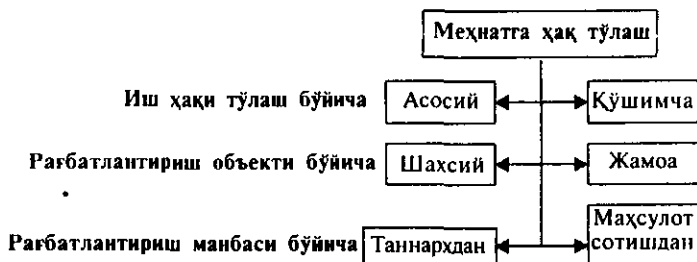 Меҳнатга ҳақ тўлаш
Иш ҳақи тўлаш бўйича Асосий Қўшимча
Рағбатлантириш объекти бўйича Шахсий Жамоа
Рағбатлантириш манбаси бўйича Таннархдан Маҳсулот
сотишдан